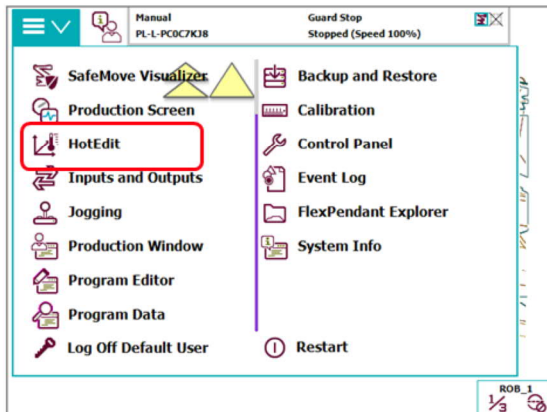 Manual
PL-L-PC0C7KJ8
Guard Stop
Stopped (Speed 100%)
SafeMove Visualizer
Production Screen
HotEdit
Inputs and Outputs
Jogging
Production Window
Program Editor
Program Data
Log Off Default User
Backup and Restore
Calibration
Control Panel
Event Log
FlexPendant Explorer
System Info
Restart
ROB_1
1/3